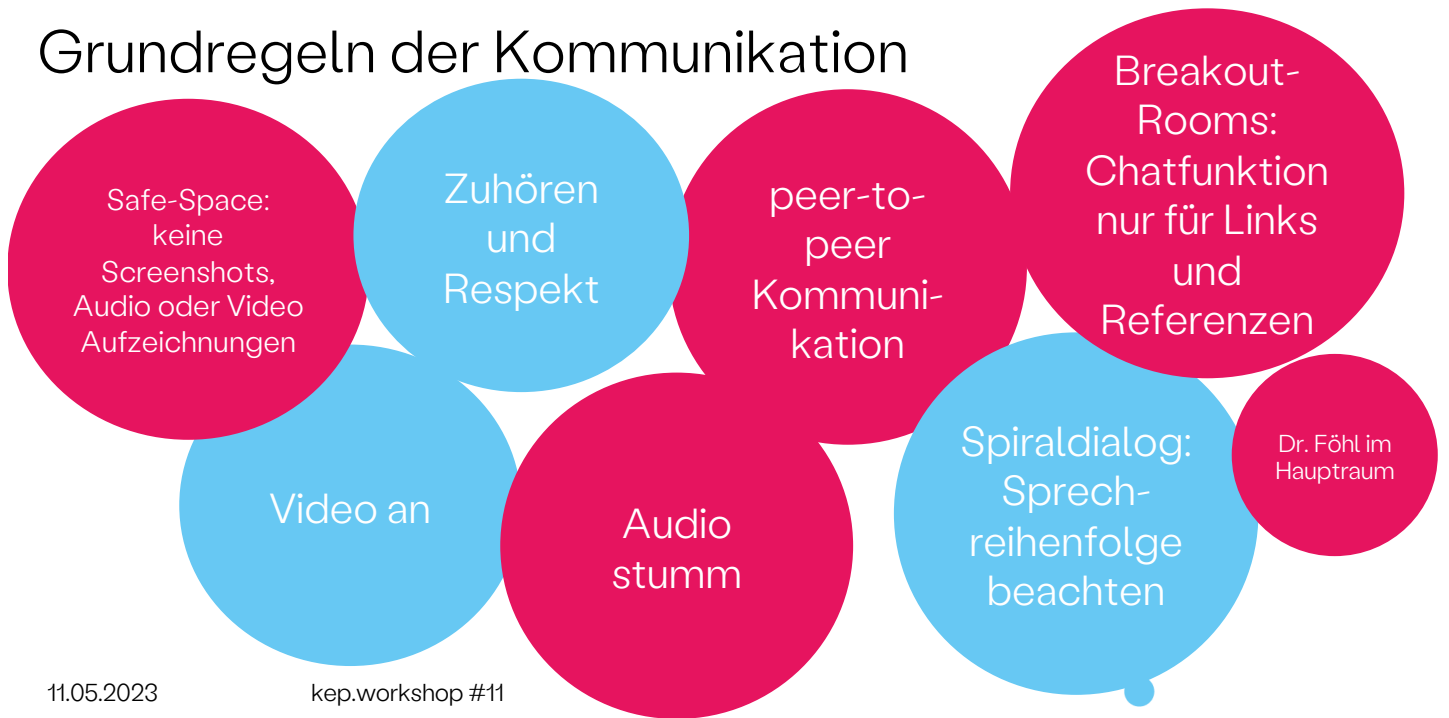 Grundregeln der Kommunikation
Safe-Space:
keine
Screenshots,
Audio oder Video
Aufzeichnungen
Zuhören
und
Respekt
peer-to-
peer
Kommuni-
kation
Breakout-
Rooms:
Chatfunktion
nur für Links
und
Referenzen
Video an
Audio
stumm
Spiraldialog:
Sprech-
reihenfolge
beachten
Dr. Föhl im
Hauptraum
11.05.2023
kep.workshop #11